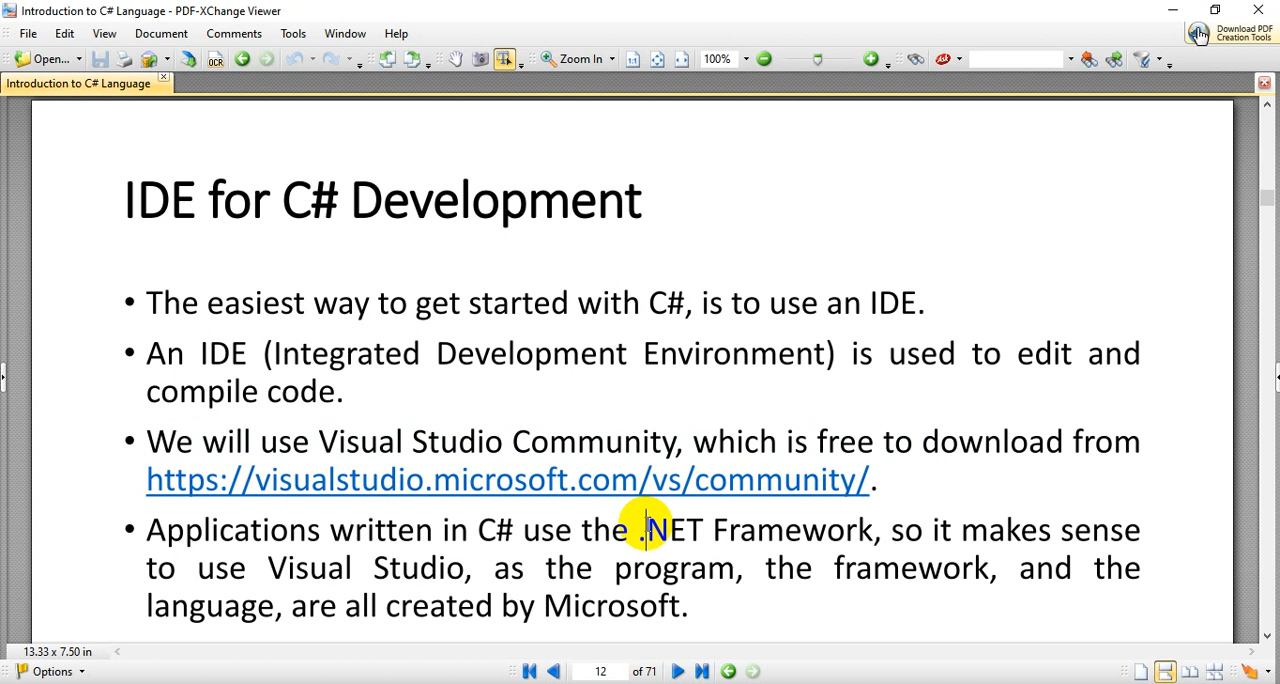 Introduction to C# Language - PDF-XChange Viewer
File Edit View Document Comments Tools Window Help
Download PDF
Creation Tools
Open... OCR Zoom In 100%
Introduction to C# Language
IDE for C# Development
• The easiest way to get started with C#, is to use an IDE.
• An IDE (Integrated Development Environment) is used to edit and
compile code.
• We will use Visual Studio Community, which is free to download from
https://visualstudio.microsoft.com/vs/community/.
• Applications written in C# use the .NET Framework, so it makes sense
to use Visual Studio, as the program, the framework, and the
language, are all created by Microsoft.
13.33 x 7.50 in
Options 12 of 71